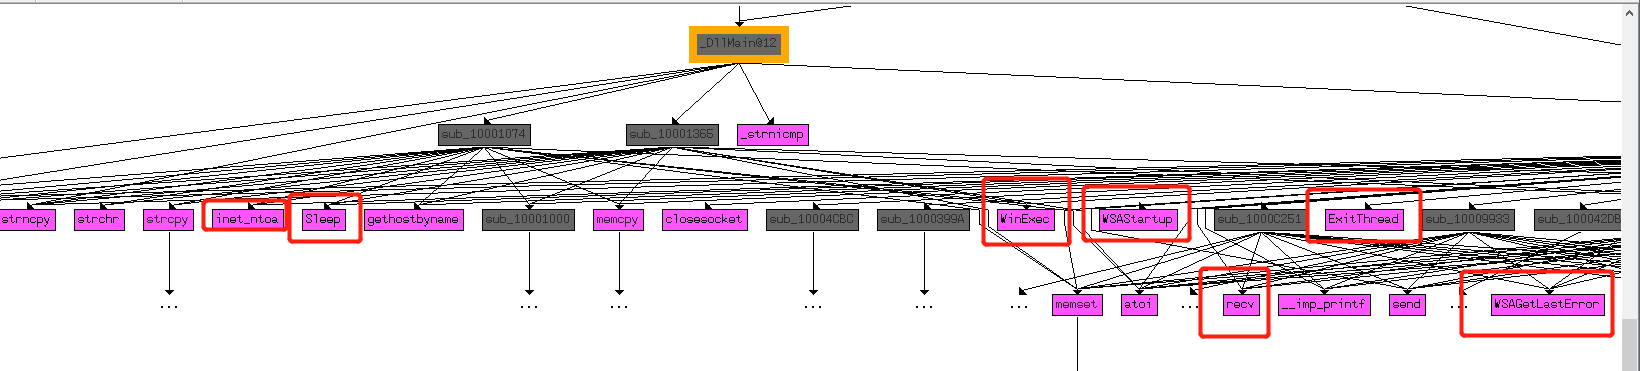 _DllMain@12
sub_10001074 sub_10001365 _strnicmp
strncpy strchr strcpy inet_ntoa Sleep gethostbyname sub_10001000 memcpy closesocket sub_10004CBC sub_1000399A WinExec WSAStartup sub_1000C251 ExitThread sub_10009933 sub_100042DB
... ... ... ... ... ... memset atoi ... recv __imp_printf send ... WSAGetLastError